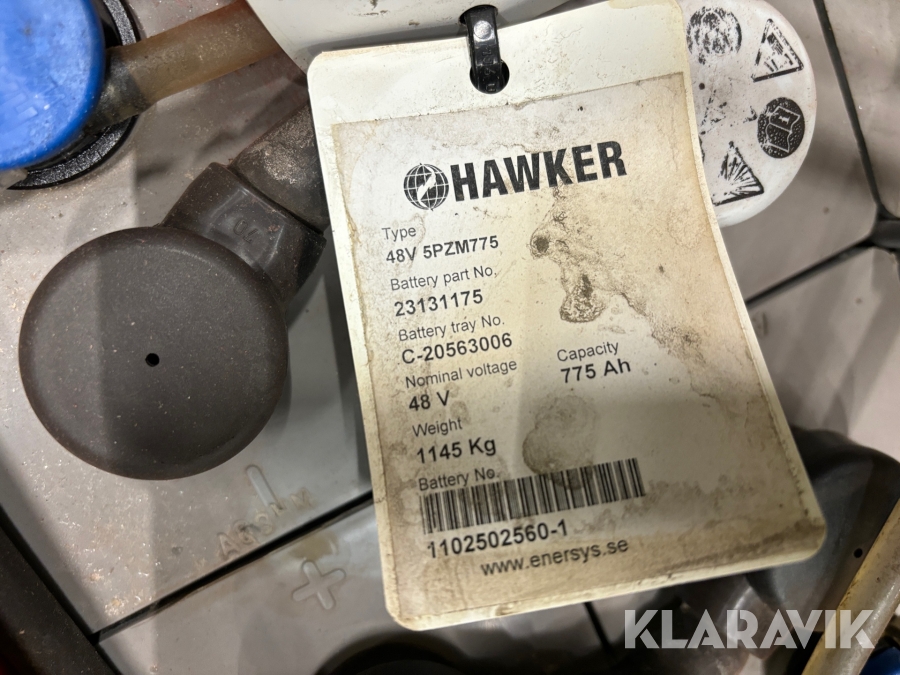 HAWKER
Type
48V 5PZM775
Battery part No,
23131175
Battery tray No.
C-20563006
Nominal voltage
48 V
Capacity
775 Ah
Weight
1145 Kg
Battery No.
1102502560-1
www.enersys.se
KLARAVIK